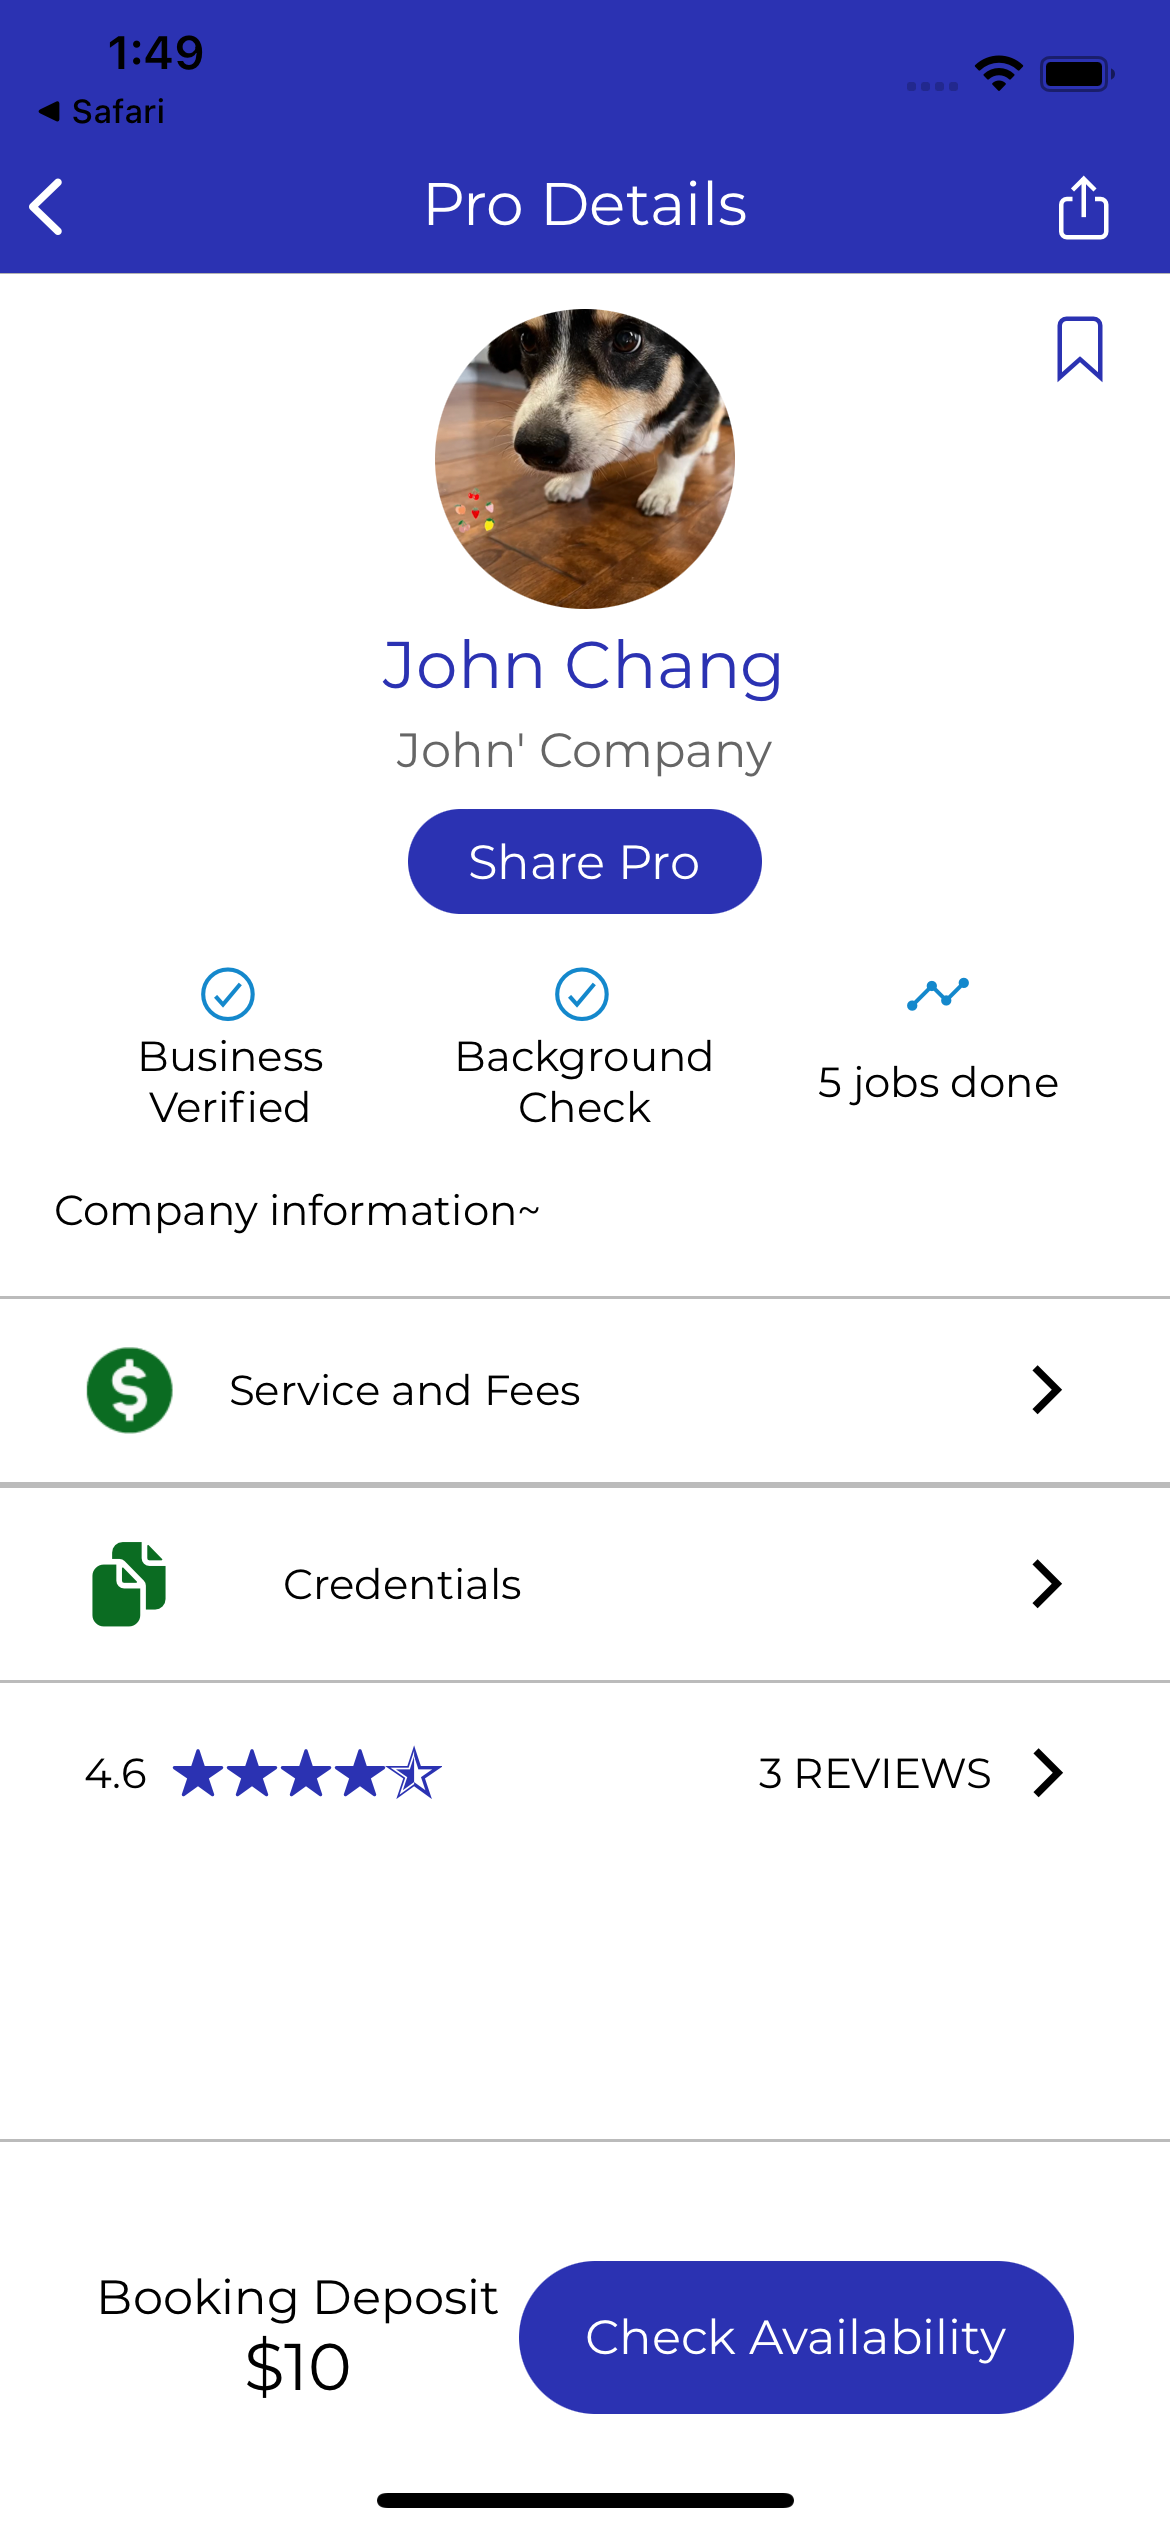 1:49
Safari
Pro Details
John Chang
John' Company
Share Pro
Business
Verified
Background
Check
5 jobs done
Company information~
Service and Fees
Credentials
4.6
3 REVIEWS
Booking Deposit
$10
Check Availability